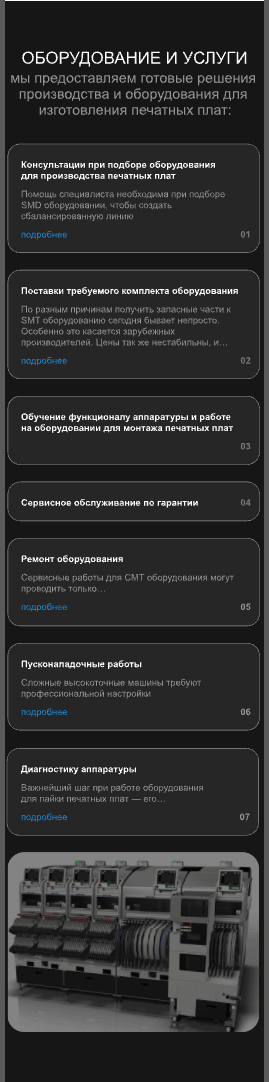 ОБОРУДОВАНИЕ И УСЛУГИ
мы предоставляем готовые решения
производства и оборудования для
изготовления печатных плат:
Консультации при подборе оборудования
для производства печатных плат
Помощь специалиста необходима при подборе
SMD оборудовании, чтобы создать
сбалансированную линию
подробнее 01
Поставки требуемого комплекта оборудования
По разным причинам получить запасные части к
SMT оборудованию сегодня бывает непросто.
Особенно это касается зарубежных
производителей. Цены так же нестабильны, и…
подробнее 02
Обучение функционалу аппаратуры и работе
на оборудовании для монтажа печатных плат
03
Сервисное обслуживание по гарантии 04
Ремонт оборудования
Сервисные работы для СМТ оборудования могут
проводить только…
подробнее 05
Пусконаладочные работы
Сложные высокоточные машины требуют
профессиональной настройки
подробнее 06
Диагностику аппаратуры
Важнейший шаг при работе оборудования
для пайки печатных плат — его…
подробнее 07